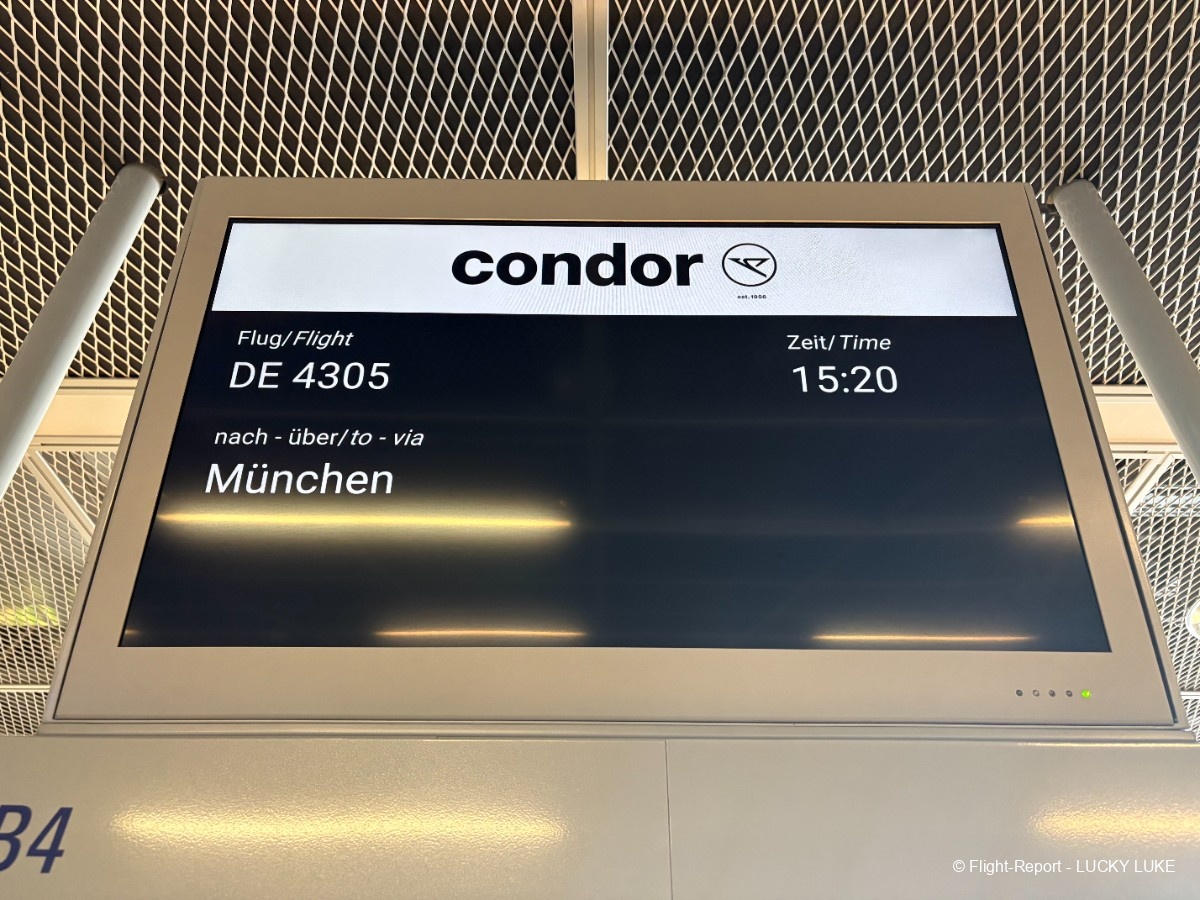 condor
est. 1956
Flug/Flight
Zeit/Time
DE 4305
15:20
nach - über/to - via
München
B4
© Flight-Report - LUCKY LUKE